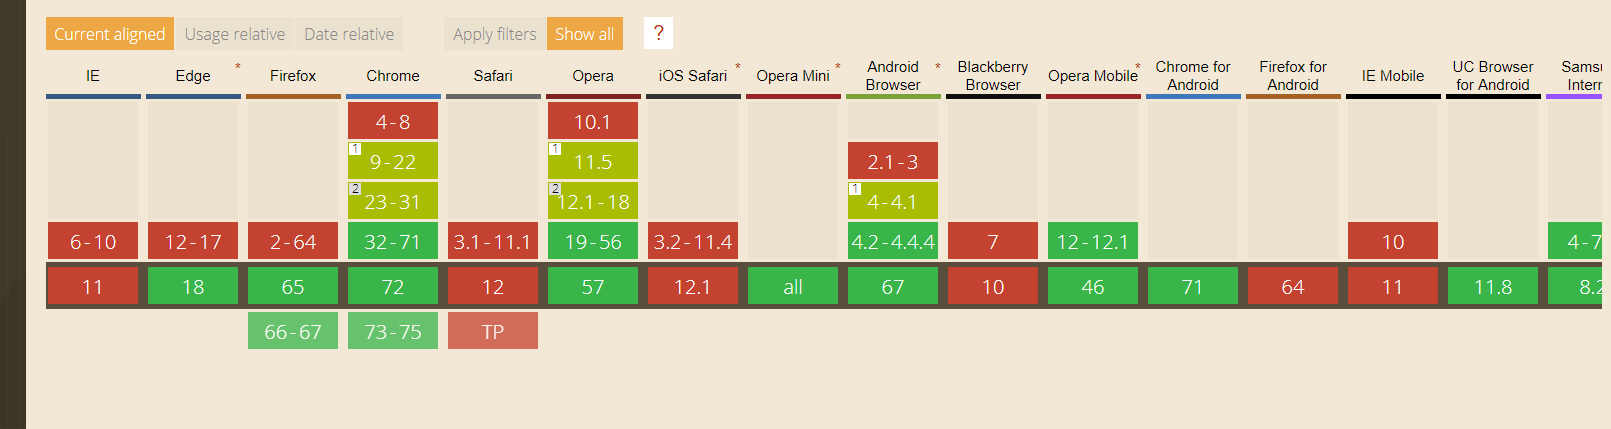 Current aligned Usage relative Date relative Apply filters Show all ?
IE Edge * Firefox Chrome Safari Opera iOS Safari * Opera Mini * Android Browser * Blackberry Browser Opera Mobile * Chrome for Android Firefox for Android IE Mobile UC Browser for Android Samsu Intern
4-8 10.1
1 9-22 1 11.5 2.1-3
2 23-31 2 12.1-18 1 4-4.1
6-10 12-17 2-64 32-71 3.1-11.1 19-56 3.2-11.4 4.2-4.4.4 7 12-12.1 10 4-7
11 18 65 72 12 57 12.1 all 67 10 46 71 64 11 11.8 8.2
66-67 73-75 TP